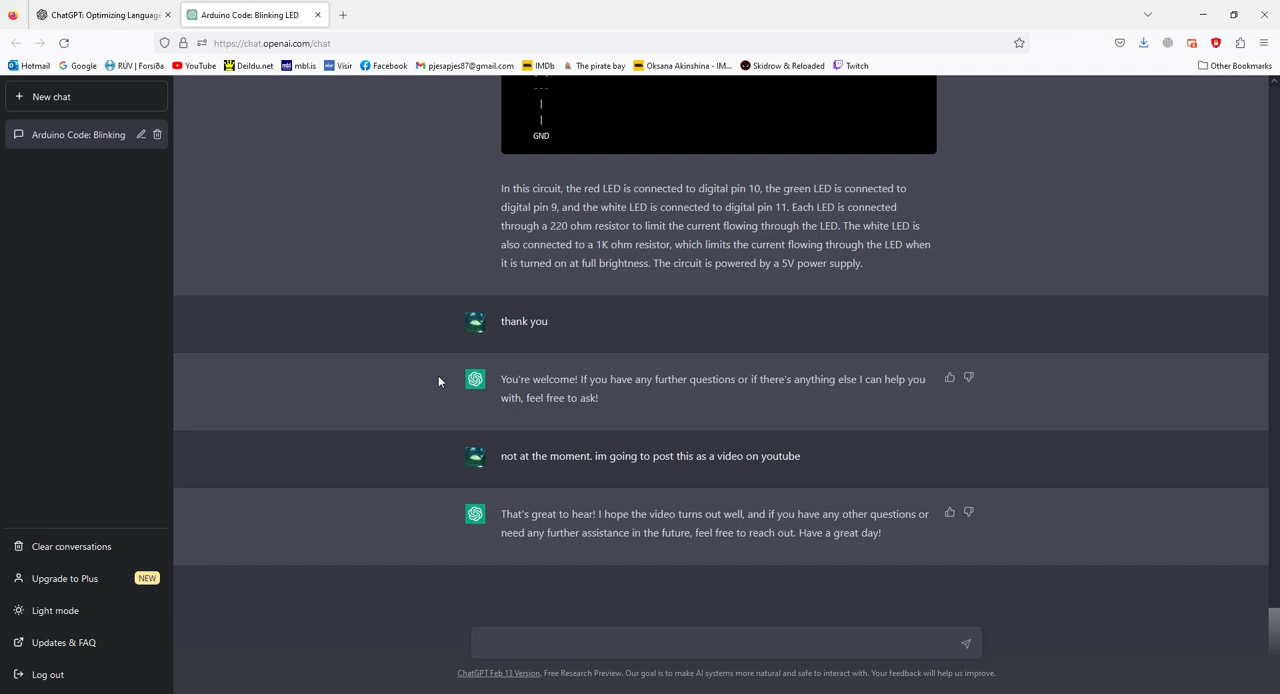 ChatGPT: Optimizing Language
Arduino Code: Blinking LED
https://chat.openai.com/chat
Hotmail Google RÚV | Forsíða YouTube Deildu.net mbl.is Vísir Facebook pjesapjes87@gmail.com IMDb The pirate bay Oksana Akinshina - IM... Skidrow & Reloaded Twitch Other Bookmarks
New chat
Arduino Code: Blinking
---
|
|
GND
In this circuit, the red LED is connected to digital pin 10, the green LED is connected to
digital pin 9, and the white LED is connected to digital pin 11. Each LED is connected
through a 220 ohm resistor to limit the current flowing through the LED. The white LED is
also connected to a 1K ohm resistor, which limits the current flowing through the LED when
it is turned on at full brightness. The circuit is powered by a 5V power supply.
thank you
You're welcome! If you have any further questions or if there's anything else I can help you
with, feel free to ask!
not at the moment. im going to post this as a video on youtube
That's great to hear! I hope the video turns out well, and if you have any other questions or
need any further assistance in the future, feel free to reach out. Have a great day!
Clear conversations
Upgrade to Plus NEW
Light mode
Updates & FAQ
Log out
ChatGPT Feb 13 Version. Free Research Preview. Our goal is to make AI systems more natural and safe to interact with. Your feedback will help us improve.